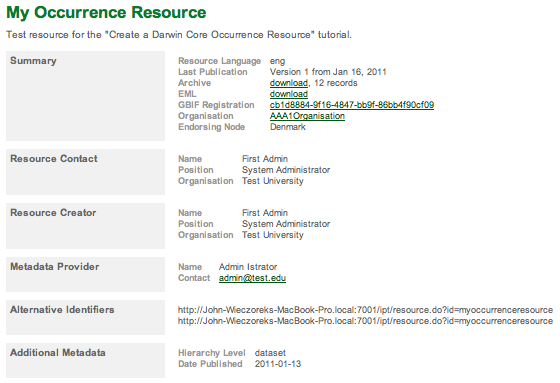 My Occurrence Resource
Test resource for the "Create a Darwin Core Occurrence Resource" tutorial.
Summary
Resource Language eng
Last Publication Version 1 from Jan 16, 2011
Archive download, 12 records
EML download
GBIF Registration cb1d8884-9f16-4847-bb9f-86bb4f90cf09
Organisation AAA1Organisation
Endorsing Node Denmark
Resource Contact
Name First Admin
Position System Administrator
Organisation Test University
Resource Creator
Name First Admin
Position System Administrator
Organisation Test University
Metadata Provider
Name Admin Istrator
Contact admin@test.edu
Alternative Identifiers
http://John-Wieczoreks-MacBook-Pro.local:7001/ipt/resource.do?id=myoccurrenceresource
http://John-Wieczoreks-MacBook-Pro.local:7001/ipt/resource.do?id=myoccurrenceresource
Additional Metadata
Hierarchy Level dataset
Date Published 2011-01-13